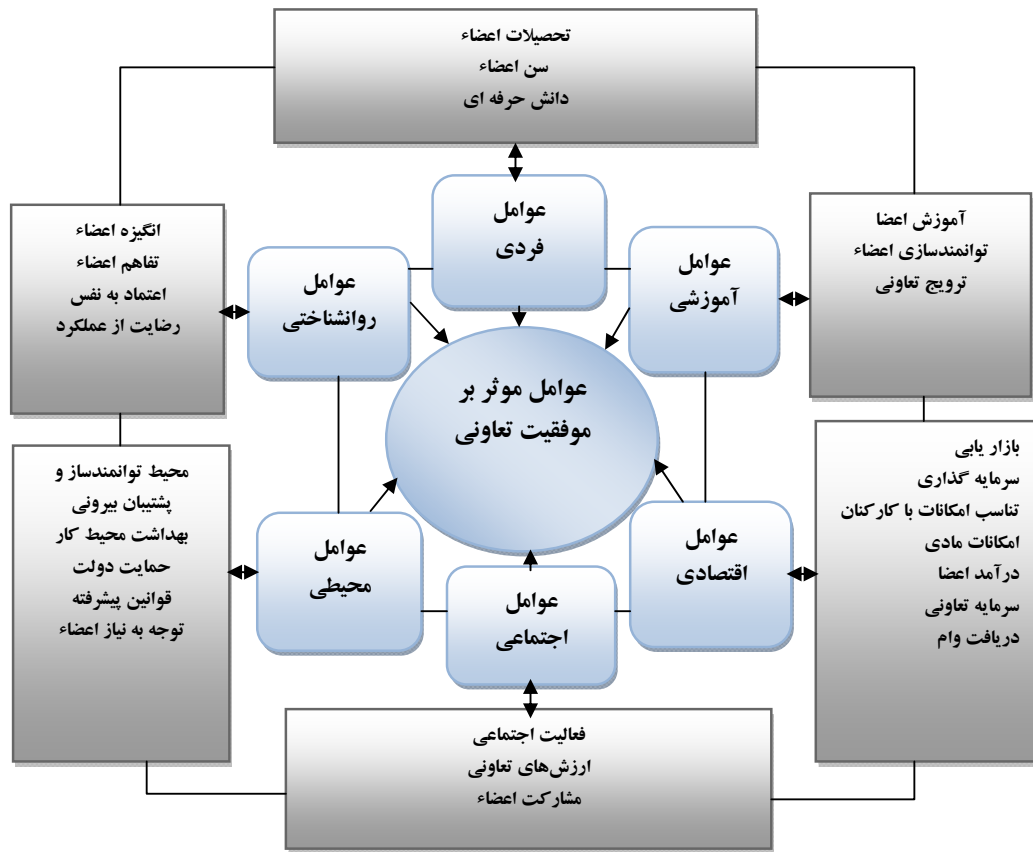 تحصیلات اعضاء
سن اعضاء
دانش حرفه ای
عوامل
فردی
آموزش اعضا
توانمندسازی اعضاء
ترویج تعاونی
عوامل
آموزشی
انگیزه اعضاء
تفاهم اعضاء
اعتماد به نفس
رضایت از عملکرد
عوامل
روانشناختی
عوامل موثر بر
موفقیت تعاونی
بازار یابی
سرمایه گذاری
تناسب امکانات با کارکنان
امکانات مادی
درآمد اعضا
سرمایه تعاونی
دریافت وام
عوامل
اقتصادی
عوامل
اجتماعی
عوامل
محیطی
محیط توانمندساز و
پشتیبان بیرونی
بهداشت محیط کار
حمایت دولت
قوانین پیشرفته
توجه به نیاز اعضاء
فعالیت اجتماعی
ارزش‌های تعاونی
مشارکت اعضاء